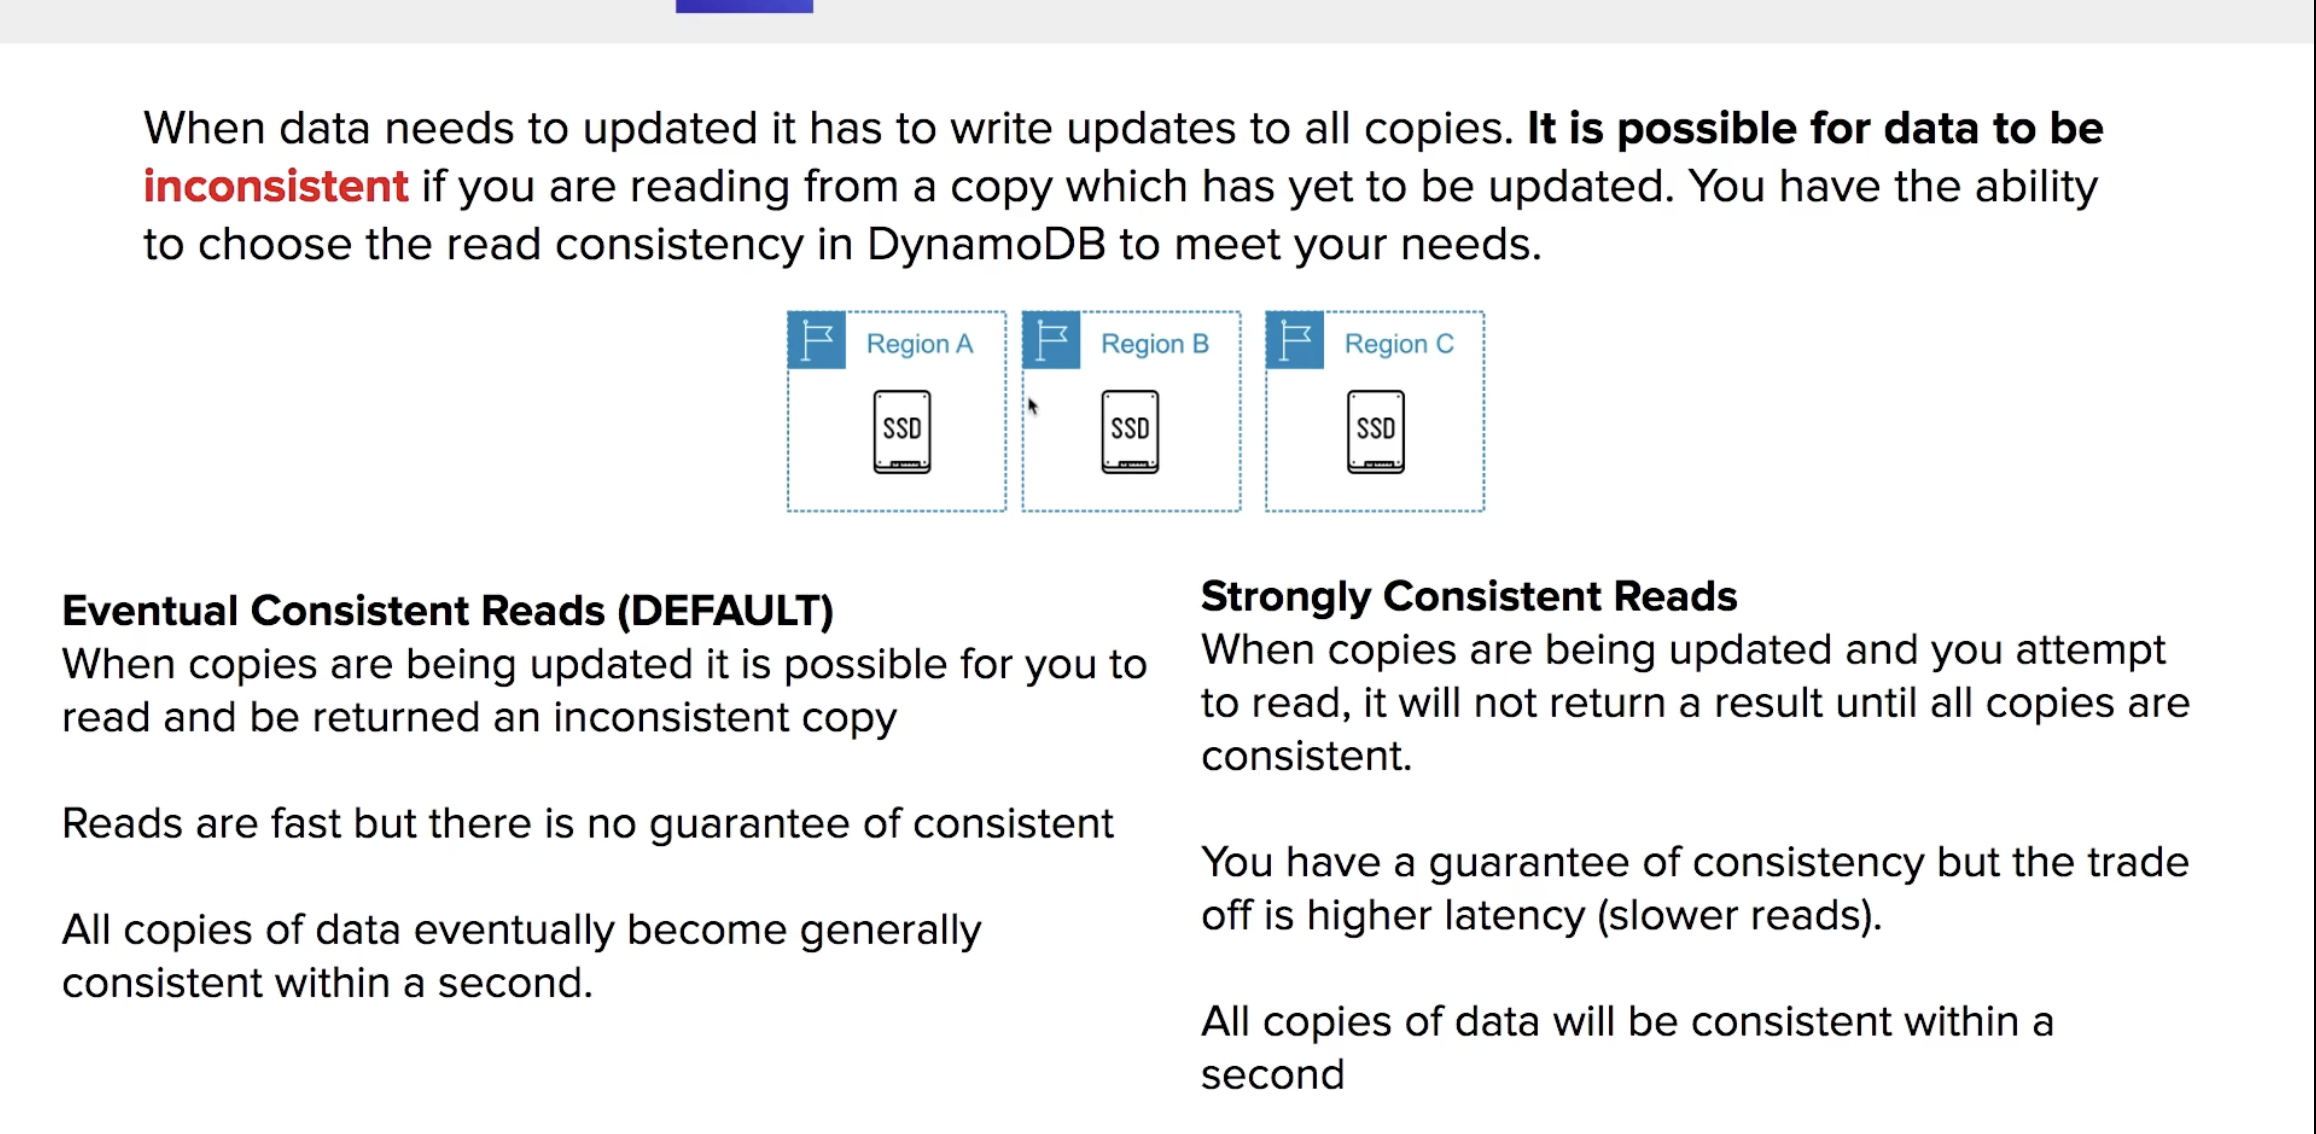 When data needs to updated it has to write updates to all copies. It is possible for data to be
inconsistent if you are reading from a copy which has yet to be updated. You have the ability
to choose the read consistency in DynamoDB to meet your needs.
Region A
Region B
Region C
SSD
SSD
SSD
Eventual Consistent Reads (DEFAULT)
When copies are being updated it is possible for you to
read and be returned an inconsistent copy
Reads are fast but there is no guarantee of consistent
All copies of data eventually become generally
consistent within a second.
Strongly Consistent Reads
When copies are being updated and you attempt
to read, it will not return a result until all copies are
consistent.
You have a guarantee of consistency but the trade
off is higher latency (slower reads).
All copies of data will be consistent within a
second